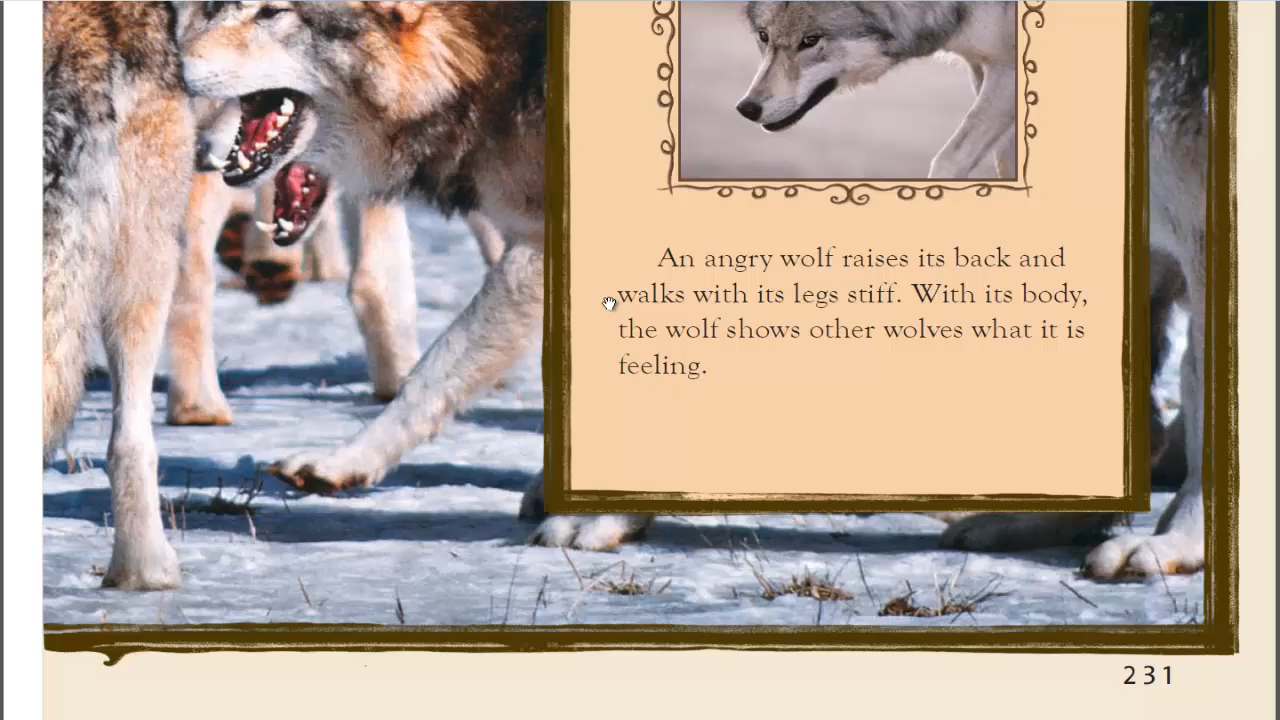 An angry wolf raises its back and
walks with its legs stiff. With its body,
the wolf shows other wolves what it is
feeling.
231